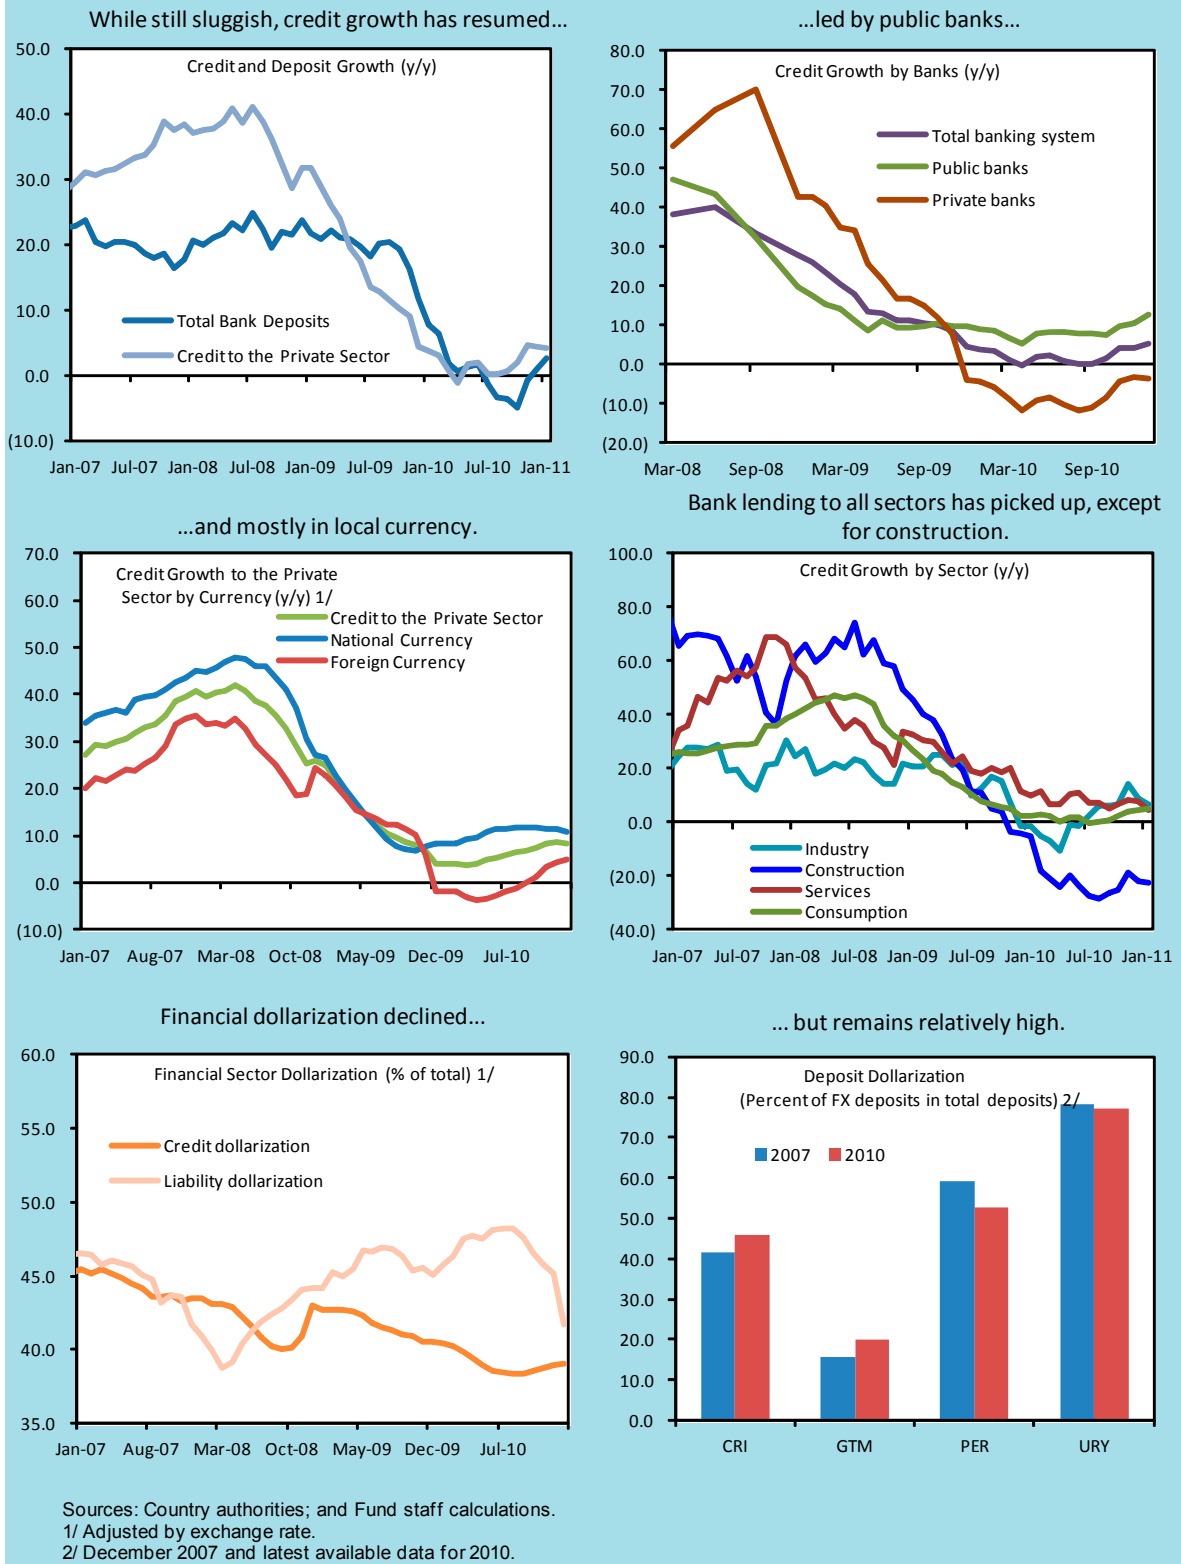 While still sluggish, credit growth has resumed...
Credit and Deposit Growth (y/y)
50.0
40.0
30.0
20.0
10.0
0.0
(10.0)
Total Bank Deposits
Credit to the Private Sector
Jan-07 Jul-07 Jan-08 Jul-08 Jan-09 Jul-09 Jan-10 Jul-10 Jan-11
...led by public banks...
Credit Growth by Banks (y/y)
80.0
70.0
60.0
50.0
40.0
30.0
20.0
10.0
0.0
(10.0)
(20.0)
Total banking system
Public banks
Private banks
Mar-08 Sep-08 Mar-09 Sep-09 Mar-10 Sep-10
...and mostly in local currency.
Credit Growth to the Private
Sector by Currency (y/y) 1/
70.0
60.0
50.0
40.0
30.0
20.0
10.0
0.0
(10.0)
Credit to the Private Sector
National Currency
Foreign Currency
Jan-07 Aug-07 Mar-08 Oct-08 May-09 Dec-09 Jul-10
Bank lending to all sectors has picked up, except
for construction.
Credit Growth by Sector (y/y)
100.0
80.0
60.0
40.0
20.0
0.0
(20.0)
(40.0)
Industry
Construction
Services
Consumption
Jan-07 Jul-07 Jan-08 Jul-08 Jan-09 Jul-09 Jan-10 Jul-10 Jan-11
Financial dollarization declined...
Financial Sector Dollarization (% of total) 1/
60.0
55.0
50.0
45.0
40.0
35.0
Credit dollarization
Liability dollarization
Jan-07 Aug-07 Mar-08 Oct-08 May-09 Dec-09 Jul-10
... but remains relatively high.
Deposit Dollarization
(Percent of FX deposits in total deposits) 2/
90.0
80.0
70.0
60.0
50.0
40.0
30.0
20.0
10.0
0.0
2007 2010
CRI GTM PER URY
Sources: Country authorities; and Fund staff calculations.
1/ Adjusted by exchange rate.
2/ December 2007 and latest available data for 2010.